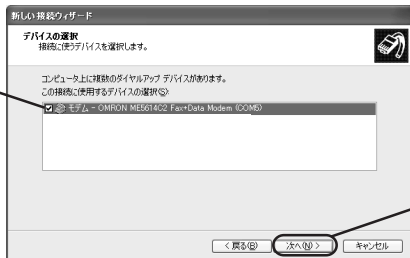 新しい接続ウィザード
デバイスの選択
接続に使うデバイスを選択します。
コンピュータ上に複数のダイヤルアップ デバイスがあります。
この接続に使用するデバイスの選択(S):
モデム - OMRON ME5614C2 Fax+Data Modem (COM5)
< 戻る(B)
次へ(N) >
キャンセル